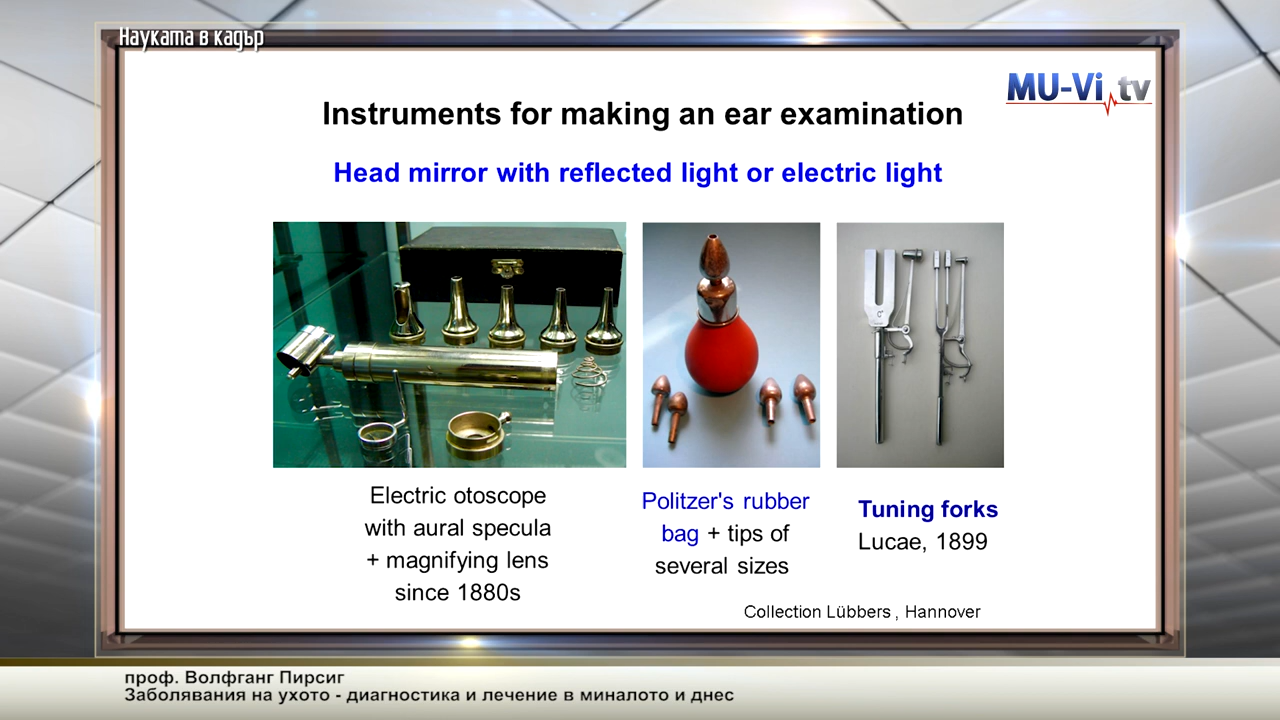 Науката в кадър
MU-Vi.tv
Instruments for making an ear examination
Head mirror with reflected light or electric light
Electric otoscope
with aural specula
+ magnifying lens
since 1880s
Politzer's rubber
bag + tips of
several sizes
Tuning forks
Lucae, 1899
Collection Lübbers , Hannover
проф. Волфганг Пирсиг
Заболявания на ухото - диагностика и лечение в миналото и днес